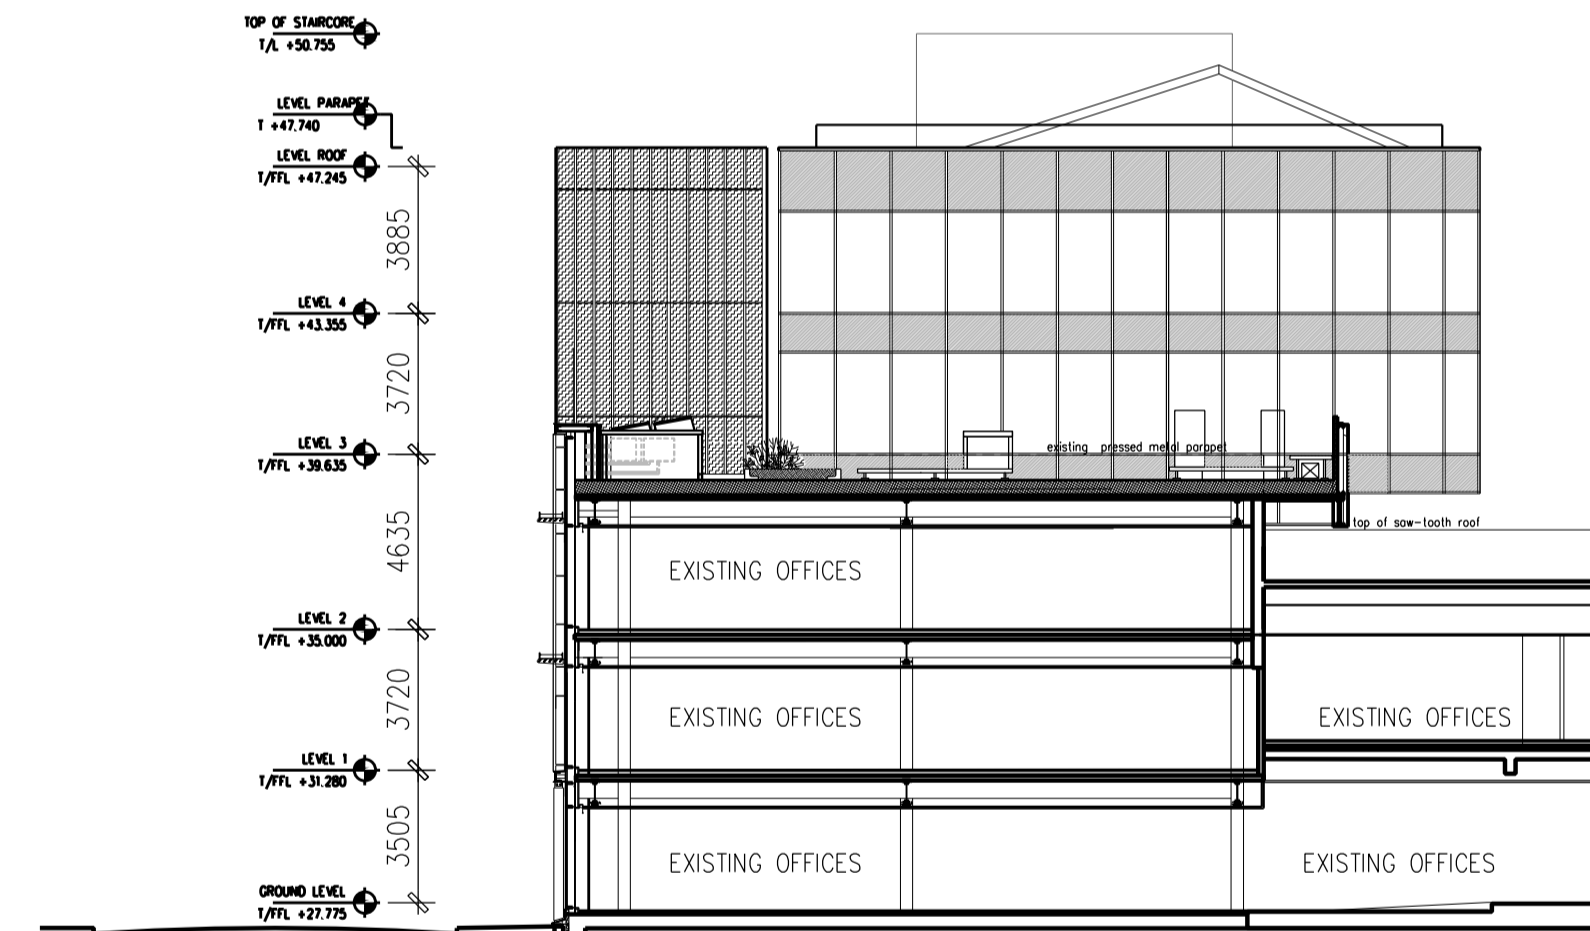 TOP OF STAIRCORE
T/L +50.755
LEVEL PARAPET
T +47.740
LEVEL ROOF
T/FFL +47.245
3885
LEVEL 4
T/FFL +43.355
3720
LEVEL 3
T/FFL +39.635
existing pressed metal parapet
4635
top of saw-tooth roof
EXISTING OFFICES
LEVEL 2
T/FFL +35.000
3720
EXISTING OFFICES
EXISTING OFFICES
LEVEL 1
T/FFL +31.280
3505
EXISTING OFFICES
EXISTING OFFICES
GROUND LEVEL
T/FFL +27.775